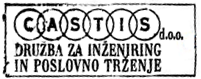 CASTIS d.o.o.
DRUŽBA ZA INŽENJRING
IN POSLOVNO TRŽENJE